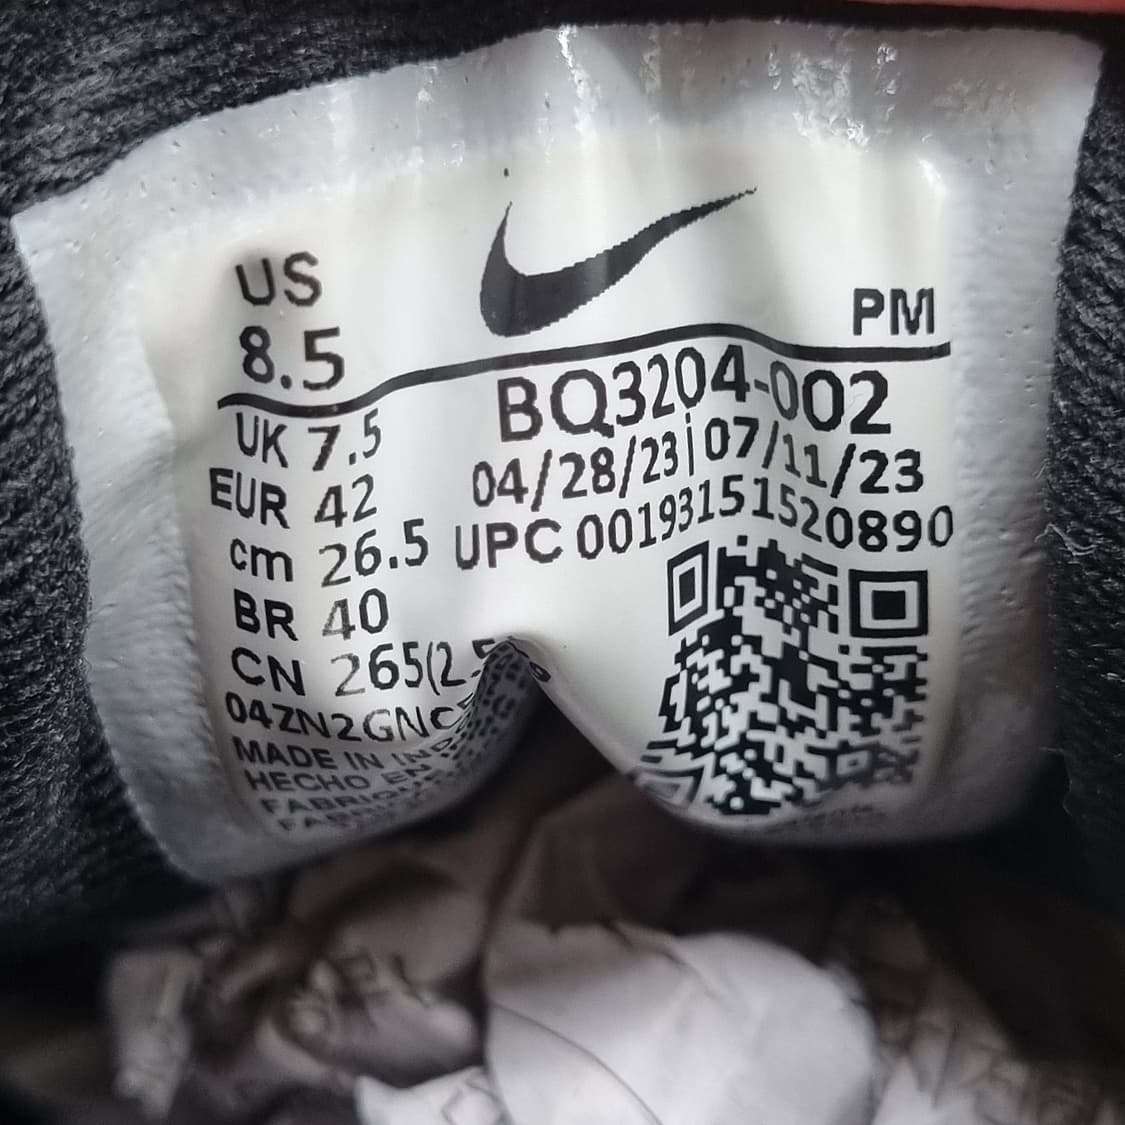 US
8.5
PM
UK 7.5
EUR 42
cm 26.5
BR 40
CN 265(2.5
04ZN2GNC
MADE IN
HECHO EN
BQ3204-002
04/28/23|07/11/23
UPC 00193151520890